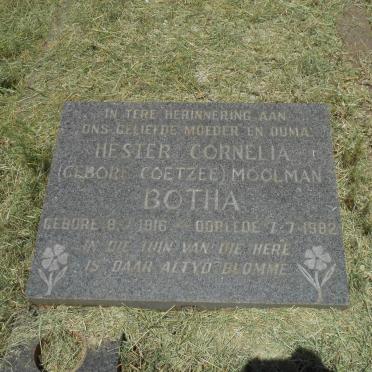 IN TERE HERINNERING AAN
ONS GELIEFDE MOEDER EN OUMA
HESTER CORNELIA
(GEBORE COETZEE) MOOLMAN
BOTHA
GEBORE 8. 1916 — OORLEDE 7-7-1982
IN DIE TUIN VAN DIE HERE
IS DAAR ALTYD BLOMME